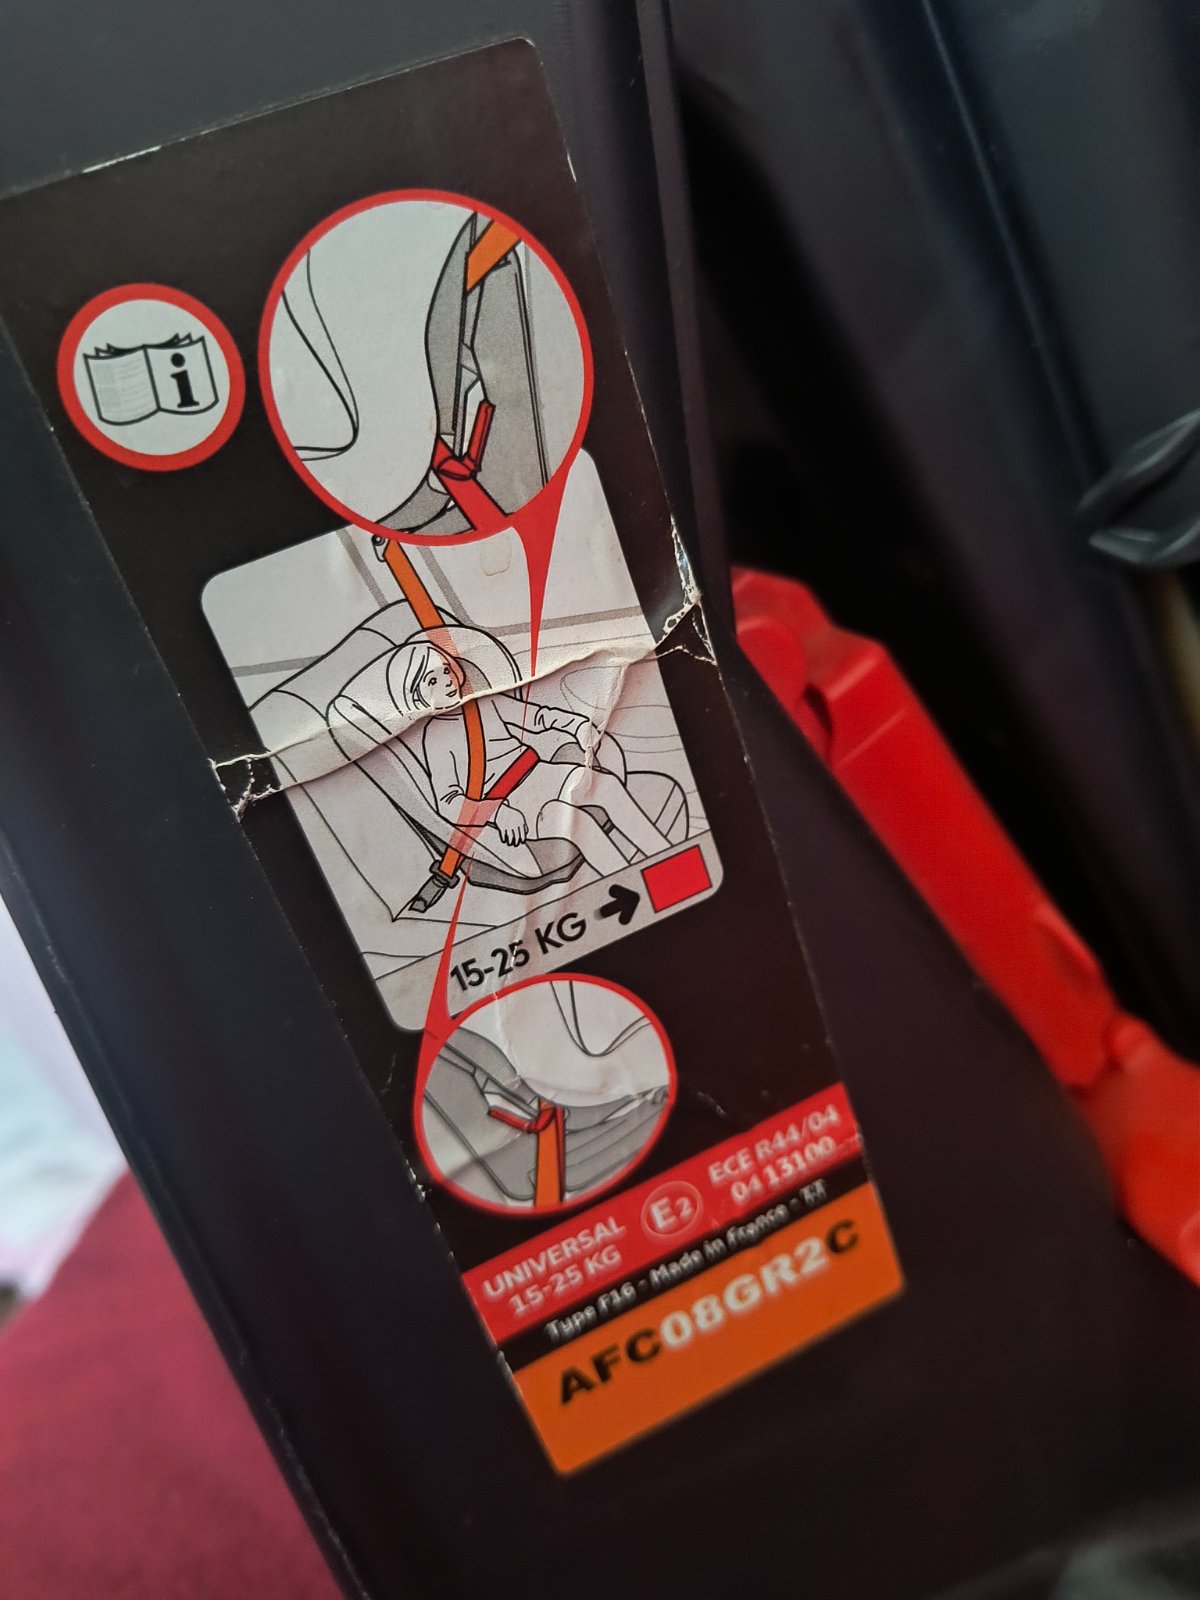 i
15-25 KG
UNIVERSAL
15-25 KG
E2
ECE R44/04
04 13100
Type F16 - Made in France -
AFC08GR2C